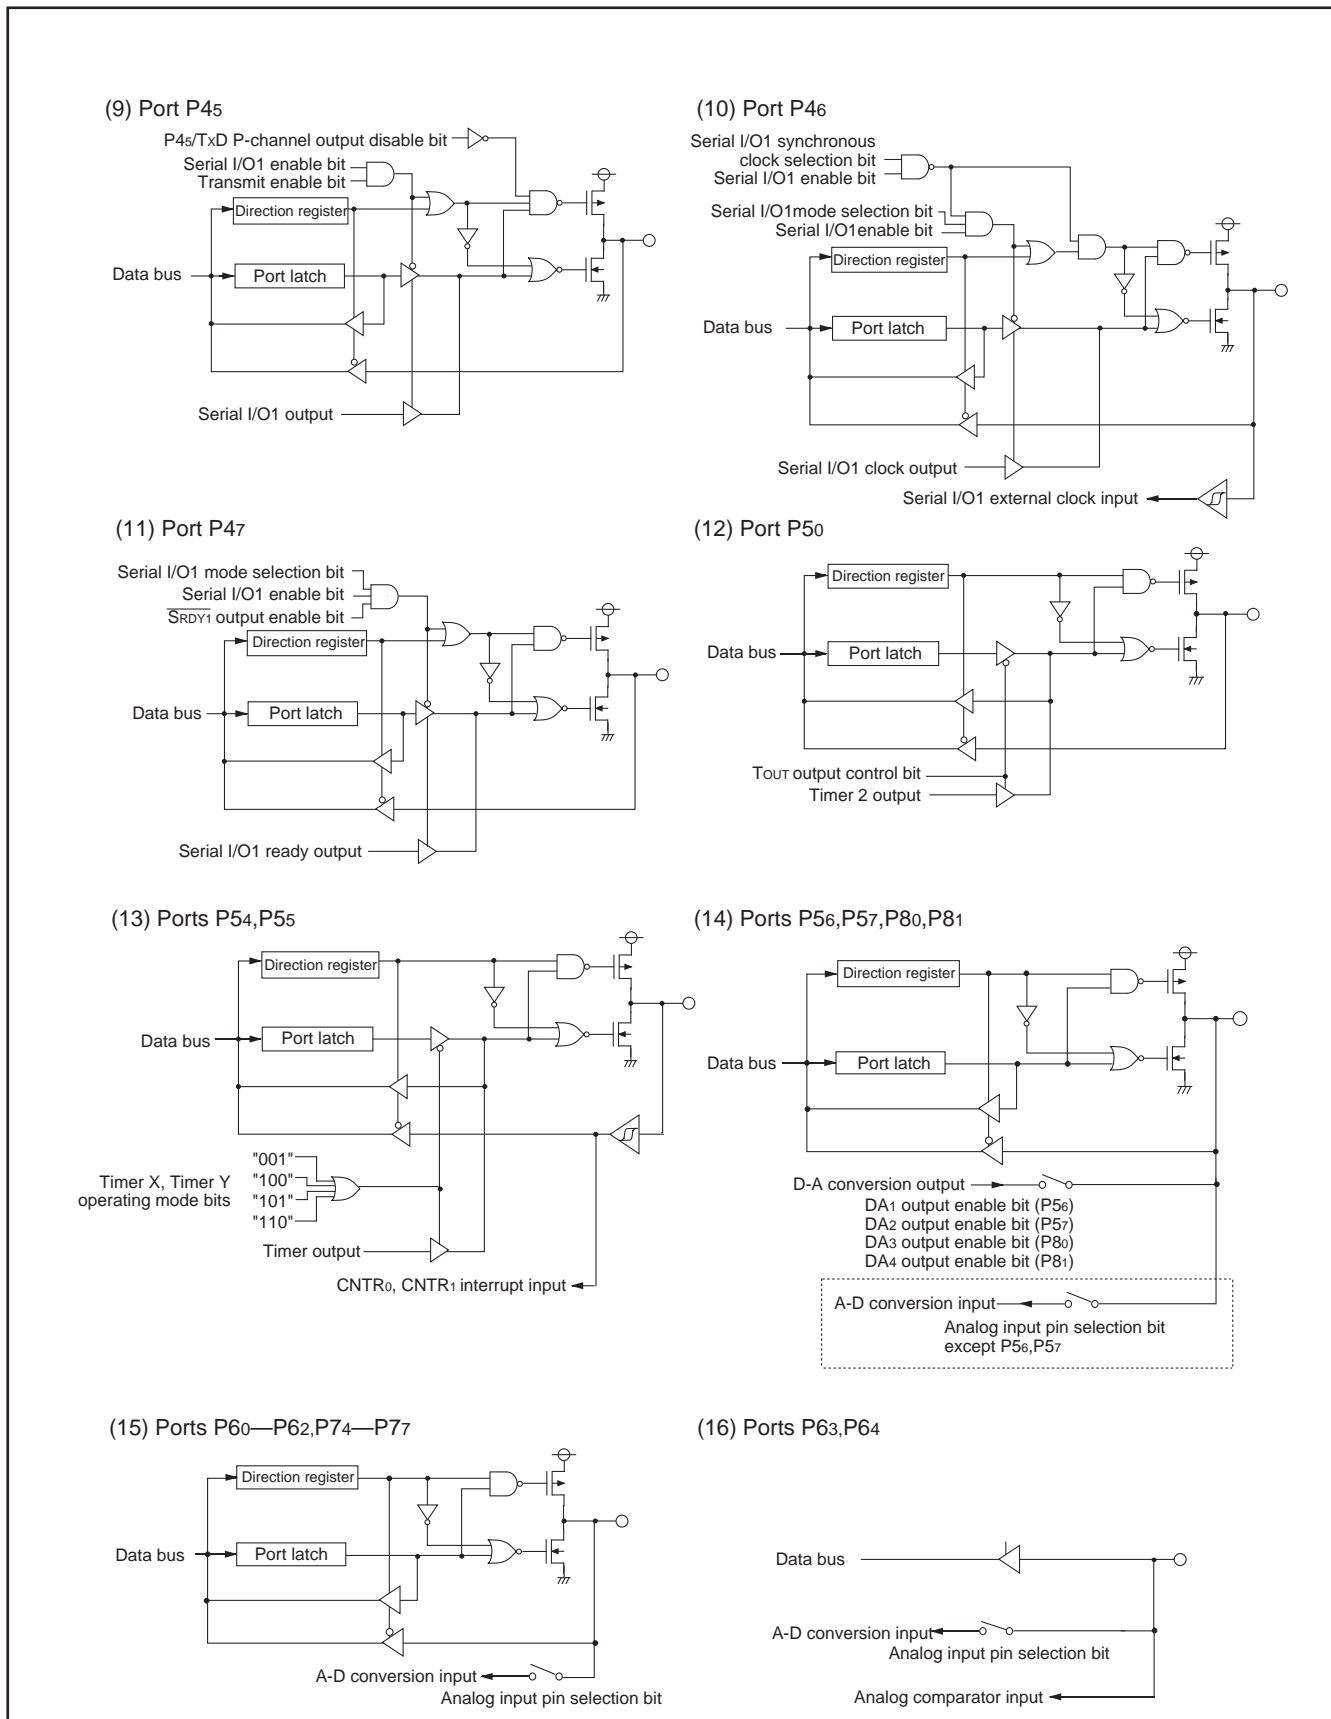 (9) Port P45
P45/TXD P-channel output disable bit
Serial I/O1 enable bit
Transmit enable bit
Direction register
Data bus
Port latch
Serial I/O1 output
(10) Port P46
Serial I/O1 synchronous
clock selection bit
Serial I/O1 enable bit
Serial I/O1 mode selection bit
Serial I/O1 enable bit
Direction register
Data bus
Port latch
Serial I/O1 clock output
Serial I/O1 external clock input
(11) Port P47
Serial I/O1 mode selection bit
Serial I/O1 enable bit
SRDY1 output enable bit
Direction register
Data bus
Port latch
Serial I/O1 ready output
(12) Port P50
Direction register
Data bus
Port latch
TOUT output control bit
Timer 2 output
(13) Ports P54,P55
Direction register
Data bus
Port latch
Timer X, Timer Y
operating mode bits
"001"
"100"
"101"
"110"
Timer output
CNTR0, CNTR1 interrupt input
(14) Ports P56,P57,P80,P81
Direction register
Data bus
Port latch
D-A conversion output
DA1 output enable bit (P56)
DA2 output enable bit (P57)
DA3 output enable bit (P80)
DA4 output enable bit (P81)
A-D conversion input
Analog input pin selection bit
except P56,P57
(15) Ports P60—P62,P74—P77
Direction register
Data bus
Port latch
A-D conversion input
Analog input pin selection bit
(16) Ports P63,P64
Data bus
A-D conversion input
Analog input pin selection bit
Analog comparator input